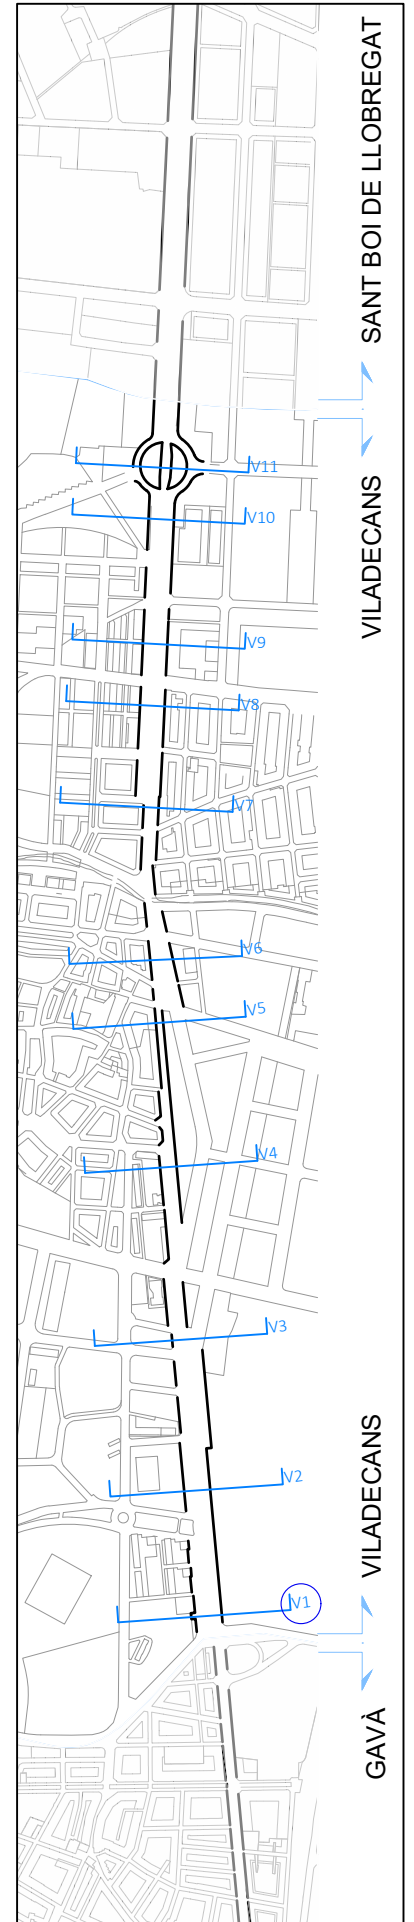 SANT BOI DE LLOBREGAT
VILADECANS
V11
V10
V9
V8
V7
V6
V5
V4
V3
V2
V1
VILADECANS
GAVÀ